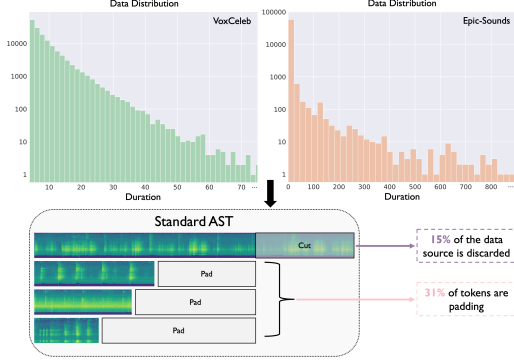 Data Distribution
VoxCeleb
10000
1000
100
10
1
10
20
30
40
50
60
70
...
Duration
Data Distribution
Epic-Sounds
100000
10000
1000
100
10
1
0
100
200
300
400
500
600
700
800
...
Duration
Standard AST
Cut
Pad
Pad
Pad
15% of the data
source is discarded
31% of tokens are
padding